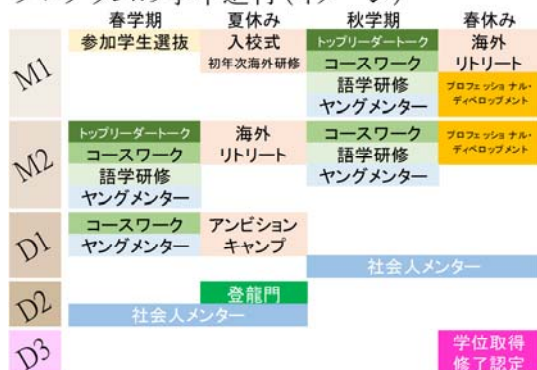 春学期 夏休み 秋学期 春休み
M1
参加学生選抜 入校式 トップリーダートーク 海外
初年次海外研修 コースワーク リトリート
語学研修 プロフェッショナル・
ヤングメンター ディベロップメント
M2
トップリーダートーク 海外 コースワーク プロフェッショナル・
コースワーク リトリート 語学研修 ディベロップメント
語学研修 ヤングメンター
ヤングメンター
D1
コースワーク アンビション
ヤングメンター キャンプ
社会人メンター
D2
登龍門
社会人メンター
D3
学位取得
修了認定